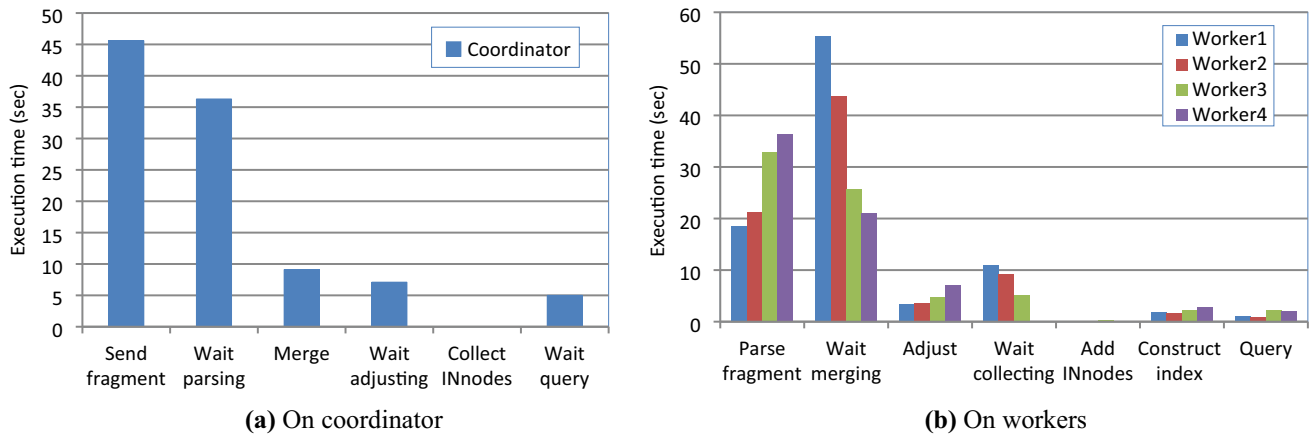 50
45
40
35
30
25
20
15
10
5
0
Execution time (sec)
Coordinator
Send fragment
Wait parsing
Merge
Wait adjusting
Collect INnodes
Wait query
(a) On coordinator
60
50
40
30
20
10
0
Execution time (sec)
Worker1
Worker2
Worker3
Worker4
Parse fragment
Wait merging
Adjust
Wait collecting
Add INnodes
Construct index
Query
(b) On workers